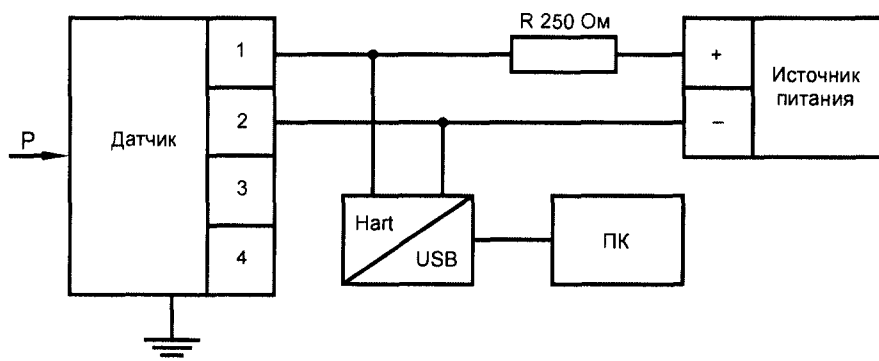 R 250 Ом
1
+
Источник
питания
2
–
P
Датчик
3
4
Hart
USB
ПК